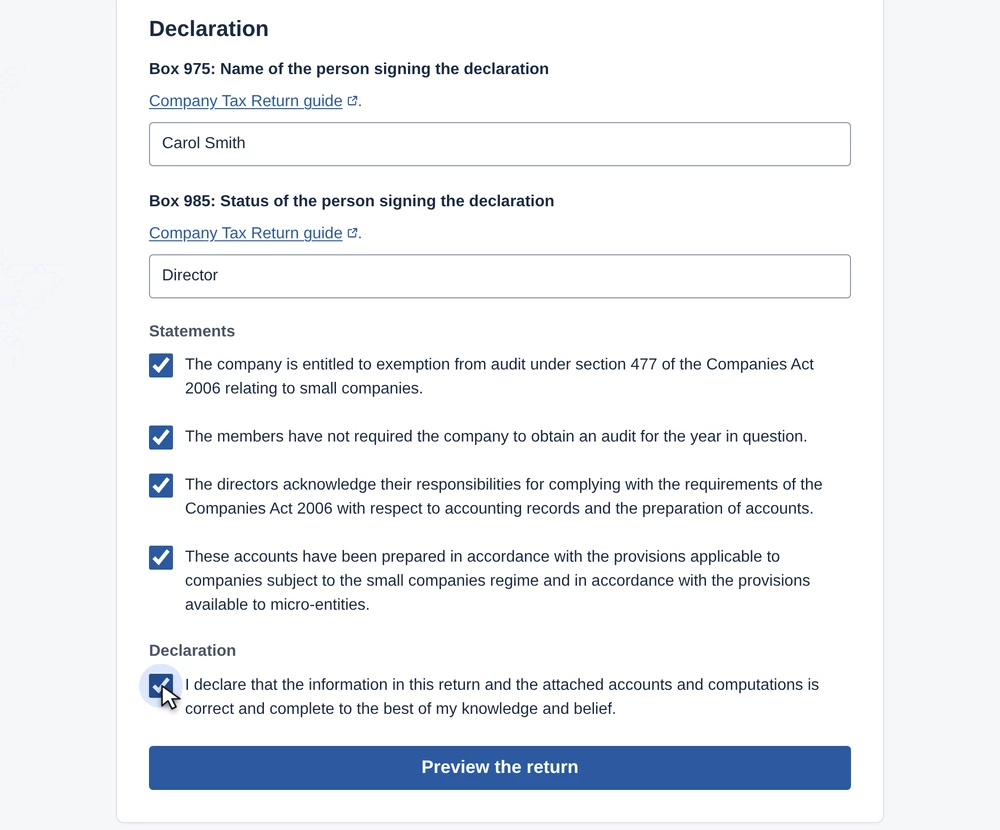 Declaration
Box 975: Name of the person signing the declaration
Company Tax Return guide.
Carol Smith
Box 985: Status of the person signing the declaration
Company Tax Return guide.
Director
Statements
The company is entitled to exemption from audit under section 477 of the Companies Act
2006 relating to small companies.
The members have not required the company to obtain an audit for the year in question.
The directors acknowledge their responsibilities for complying with the requirements of the
Companies Act 2006 with respect to accounting records and the preparation of accounts.
These accounts have been prepared in accordance with the provisions applicable to
companies subject to the small companies regime and in accordance with the provisions
available to micro-entities.
Declaration
I declare that the information in this return and the attached accounts and computations is
correct and complete to the best of my knowledge and belief.
Preview the return